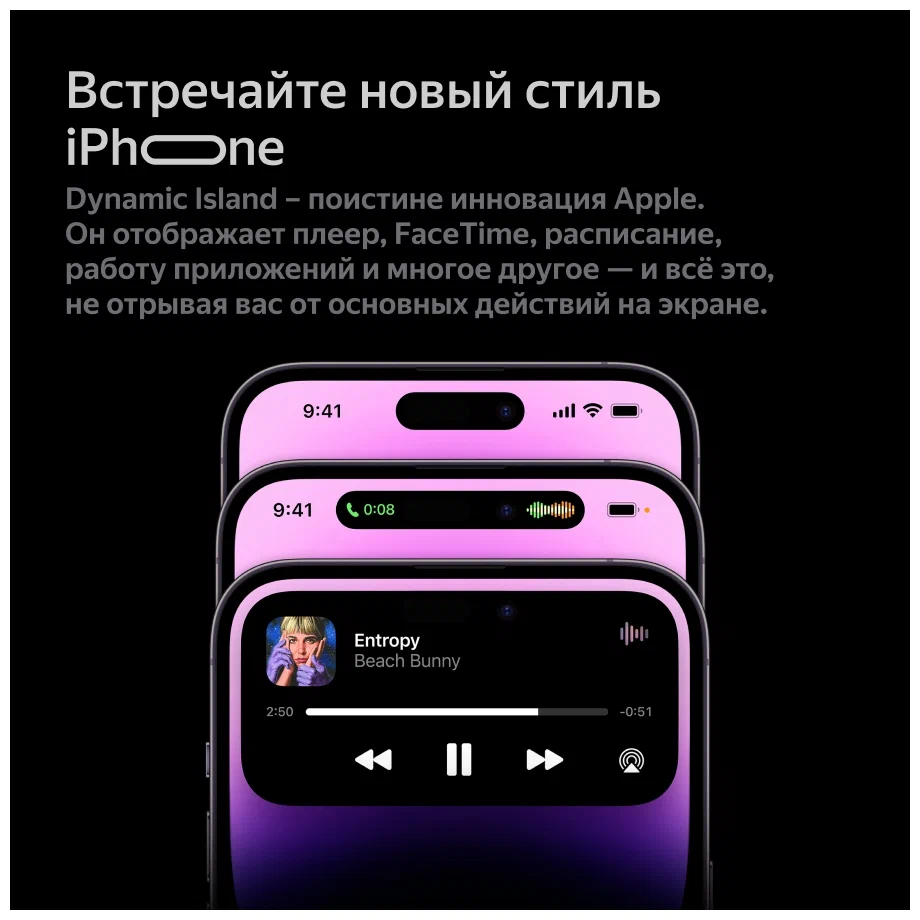 Встречайте новый стиль
iPhone
Dynamic Island – поистине инновация Apple.
Он отображает плеер, FaceTime, расписание,
работу приложений и многое другое — и всё это,
не отрывая вас от основных действий на экране.
9:41
9:41
0:08
Entropy
Beach Bunny
2:50
-0:51